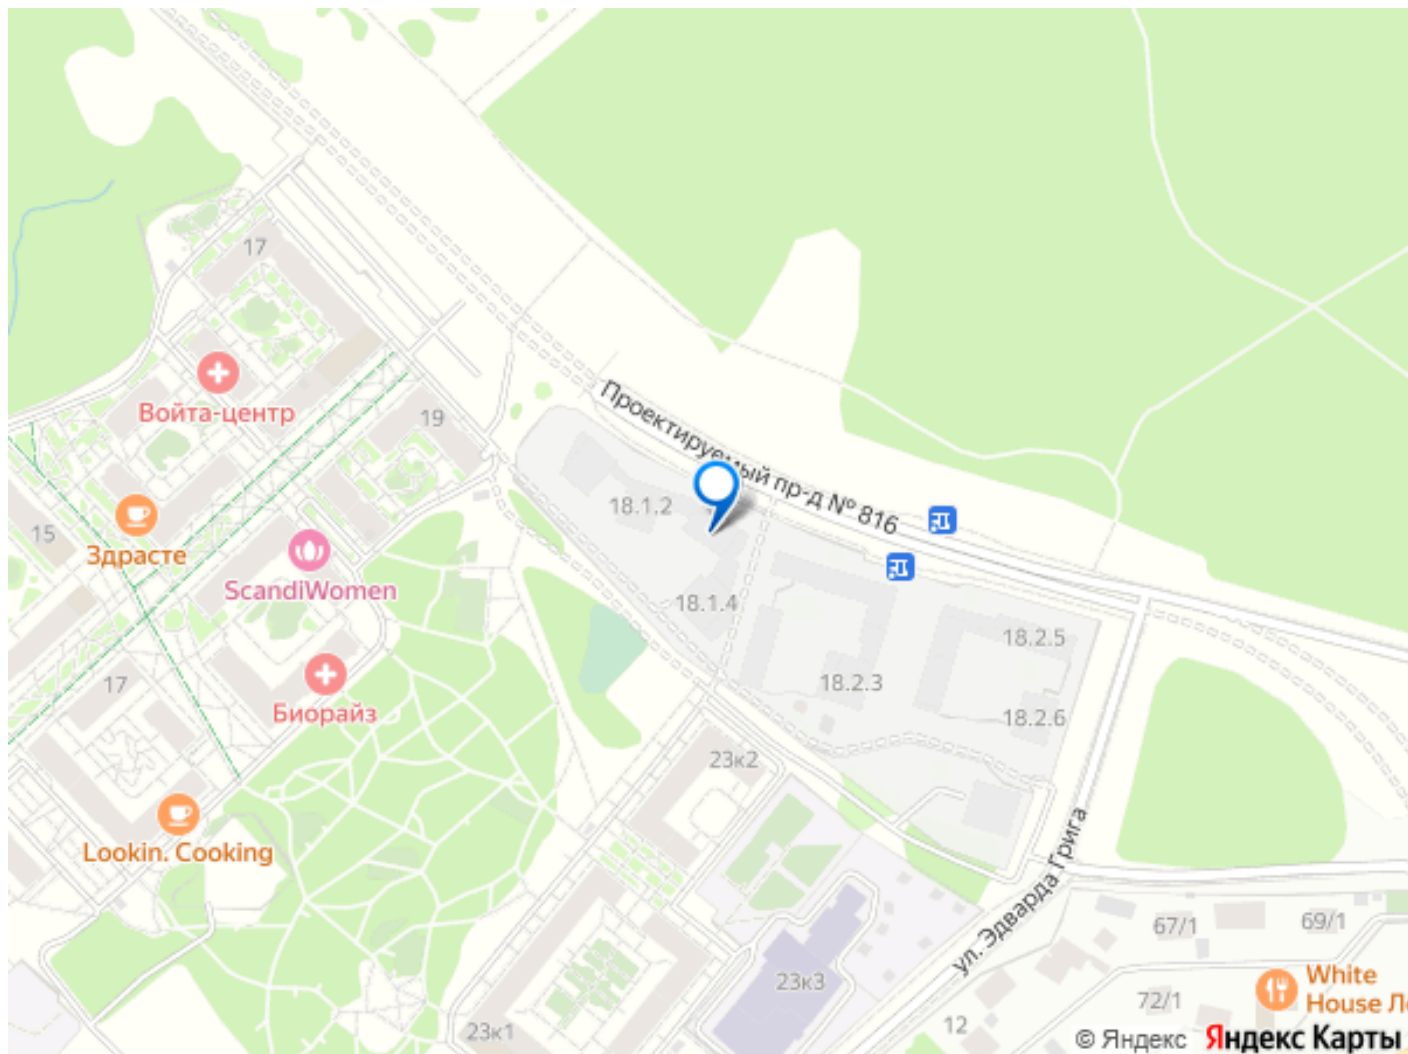 17
Войта-центр
19
Проектируемый пр-д № 816
18.1.2
15
Здрасте
ScandiWomen
18.1.4
18.2.5
18.2.3
17
18.2.6
Биорайз
23к2
Lookin. Cooking
ул. Эдварда Грига
67/1
69/1
23к3
White
House Л
72/1
12
23к1
© Яндекс Яндекс Карты